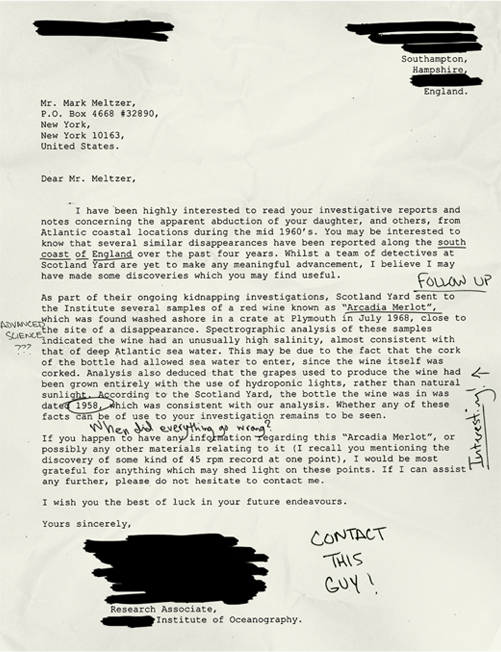 Southampton,
Hampshire,
England.
Mr. Mark Meltzer,
P.O. Box 4668 #32890,
New York,
New York 10163,
United States.
Dear Mr. Meltzer,
I have been highly interested to read your investigative reports and
notes concerning the apparent abduction of your daughter, and others, from
Atlantic coastal locations during the mid 1960's. You may be interested to
know that several similar disappearances have been reported along the south
coast of England over the past four years. Whilst a team of detectives at
Scotland Yard are yet to make any meaningful advancement, I believe I may
have made some discoveries which you may find useful.
FOLLOW UP
As part of their ongoing kidnapping investigations, Scotland Yard sent to
the Institute several samples of a red wine known as "Arcadia Merlot",
which was found washed ashore in a crate at Plymouth in July 1968, close to
the site of a disappearance. Spectrographic analysis of these samples
indicated the wine had an unusually high salinity, almost consistent with
that of deep Atlantic sea water. This may be due to the fact that the cork
of the bottle had allowed sea water to enter, since the wine itself was
corked. Analysis also deduced that the grapes used to produce the wine had
been grown entirely with the use of hydroponic lights, rather than natural
sunlight. According to the Scotland Yard, the bottle the wine was in was
dated 1958, which was consistent with our analysis. Whether any of these
facts can be of use to your investigation remains to be seen.
ADVANCED
SCIENCE
???
Interesting!
When did everything go wrong?
If you happen to have any information regarding this "Arcadia Merlot", or
possibly any other materials relating to it (I recall you mentioning the
discovery of some kind of 45 rpm record at one point), I would be most
grateful for anything which may shed light on these points. If I can assist
any further, please do not hesitate to contact me.
I wish you the best of luck in your future endeavours.
Yours sincerely,
CONTACT
THIS
GUY!
Research Associate,
Institute of Oceanography.